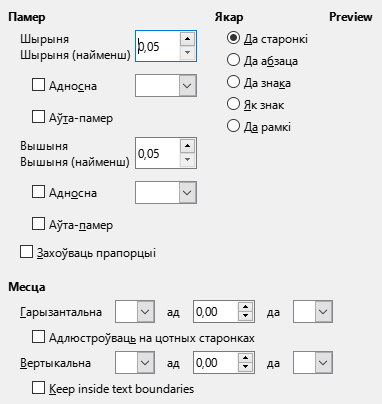 Памер Якар Preview
Шырыня
Шырыня (найменш) 0,05
Да старонкі
Да абзаца
Адносна
Да знака
Як знак
Аўта-памер
Да рамкі
Вышыня
Вышыня (найменш) 0,05
Адносна
Аўта-памер
Захоўваць прапорцыі
Месца
Гарызантальна ад 0,00 да
Адлюстроўваць на цотных старонках
Вертыкальна ад 0,00 да
Keep inside text boundaries